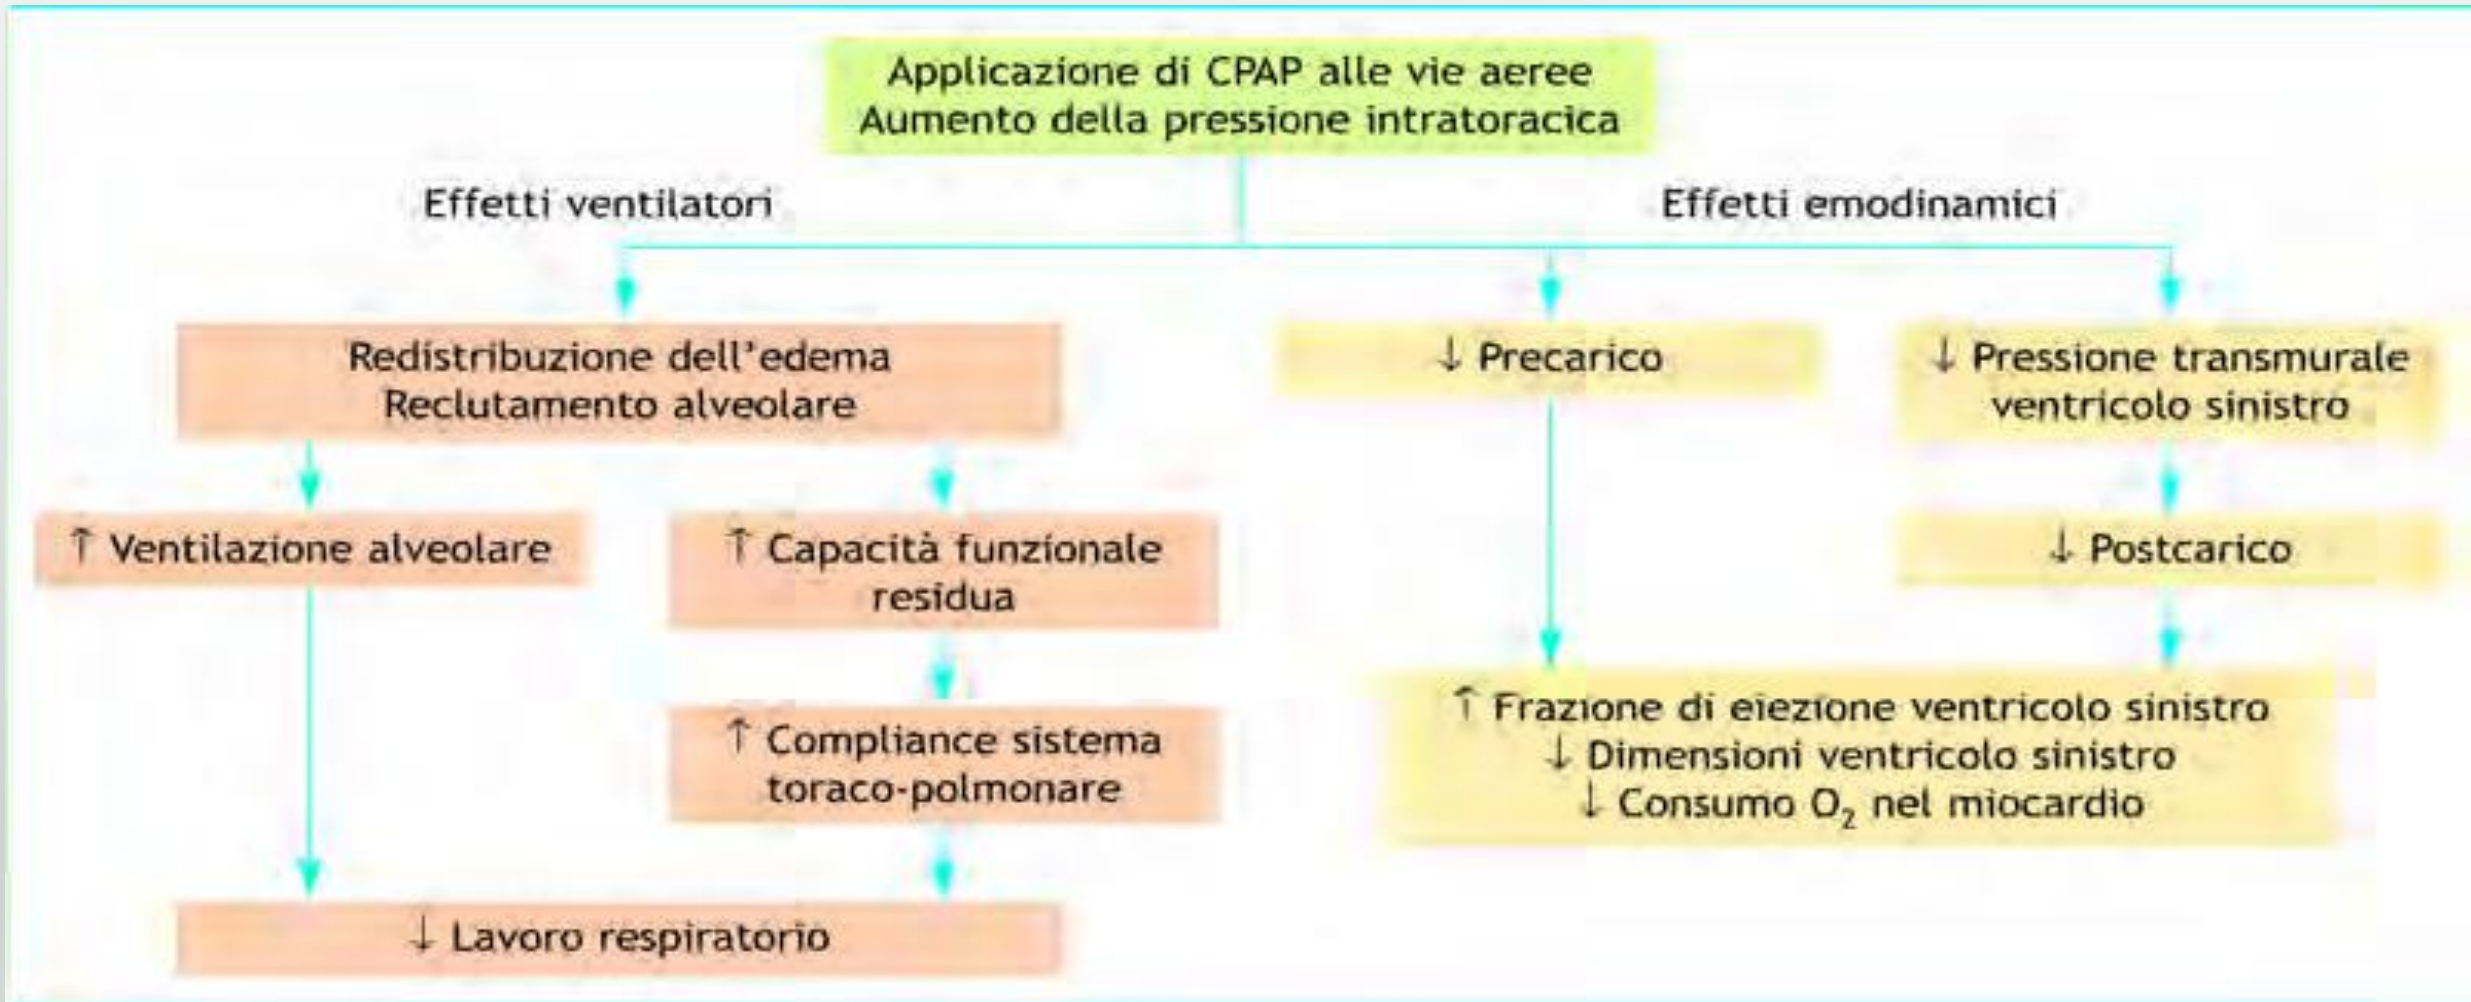 Applicazione di CPAP alle vie aeree
Aumento della pressione intratoracica
Effetti ventilatori
Effetti emodinamici
Redistribuzione dell'edema
Reclutamento alveolare
↓ Precarico
↓ Pressione transmurale
ventricolo sinistro
↑ Ventilazione alveolare
↑ Capacità funzionale
residua
↓ Postcarico
↑ Compliance sistema
toraco-polmonare
↑ Frazione di eiezione ventricolo sinistro
↓ Dimensioni ventricolo sinistro
↓ Consumo O₂ nel miocardio
↓ Lavoro respiratorio